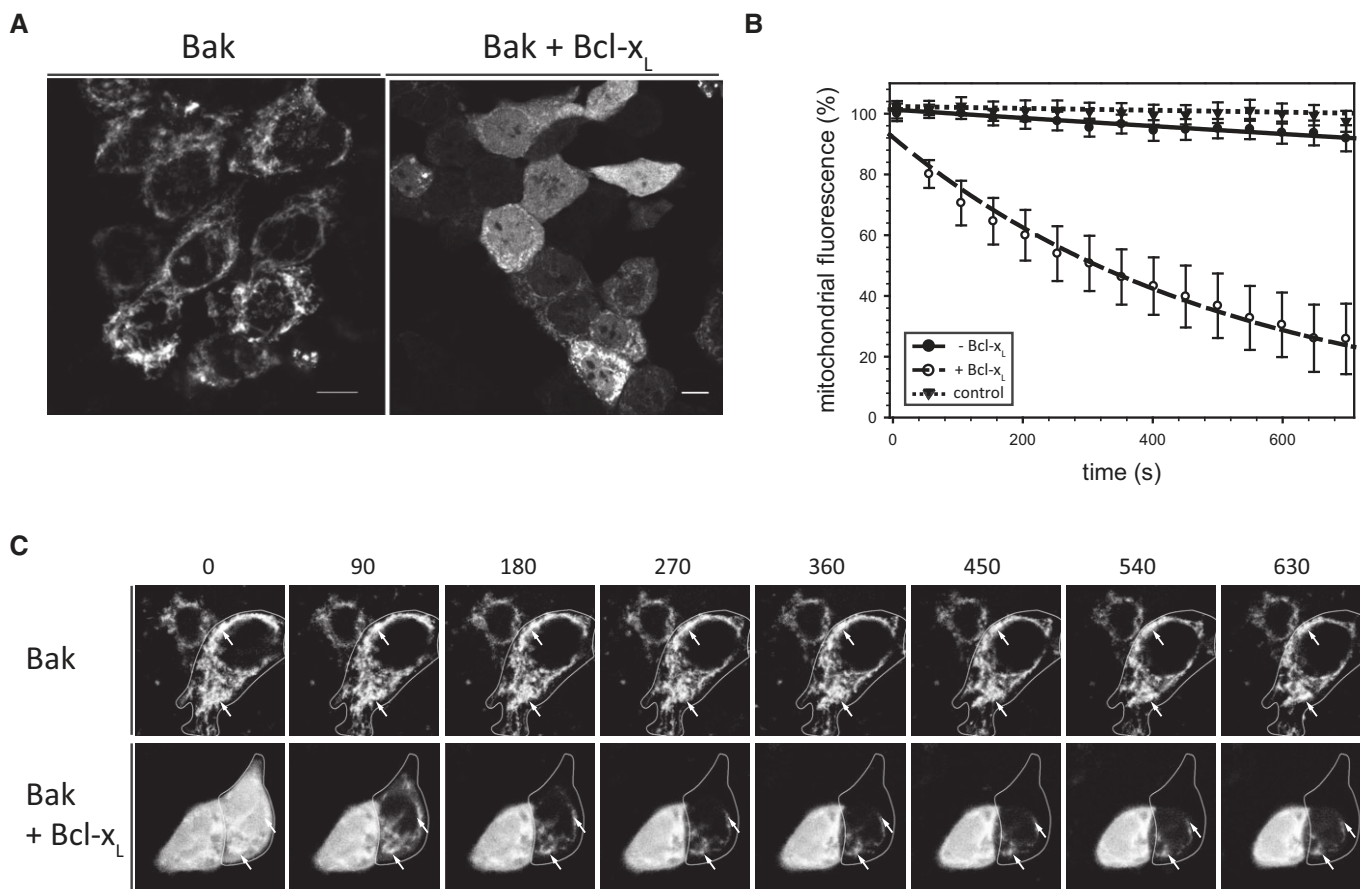 A
Bak
Bak + Bcl-xL
B
mitochondrial fluorescence (%)
100
80
60
40
20
0
- Bcl-xL
+ Bcl-xL
control
0 200 400 600
time (s)
C
0 90 180 270 360 450 540 630
Bak
Bak
+ Bcl-xL